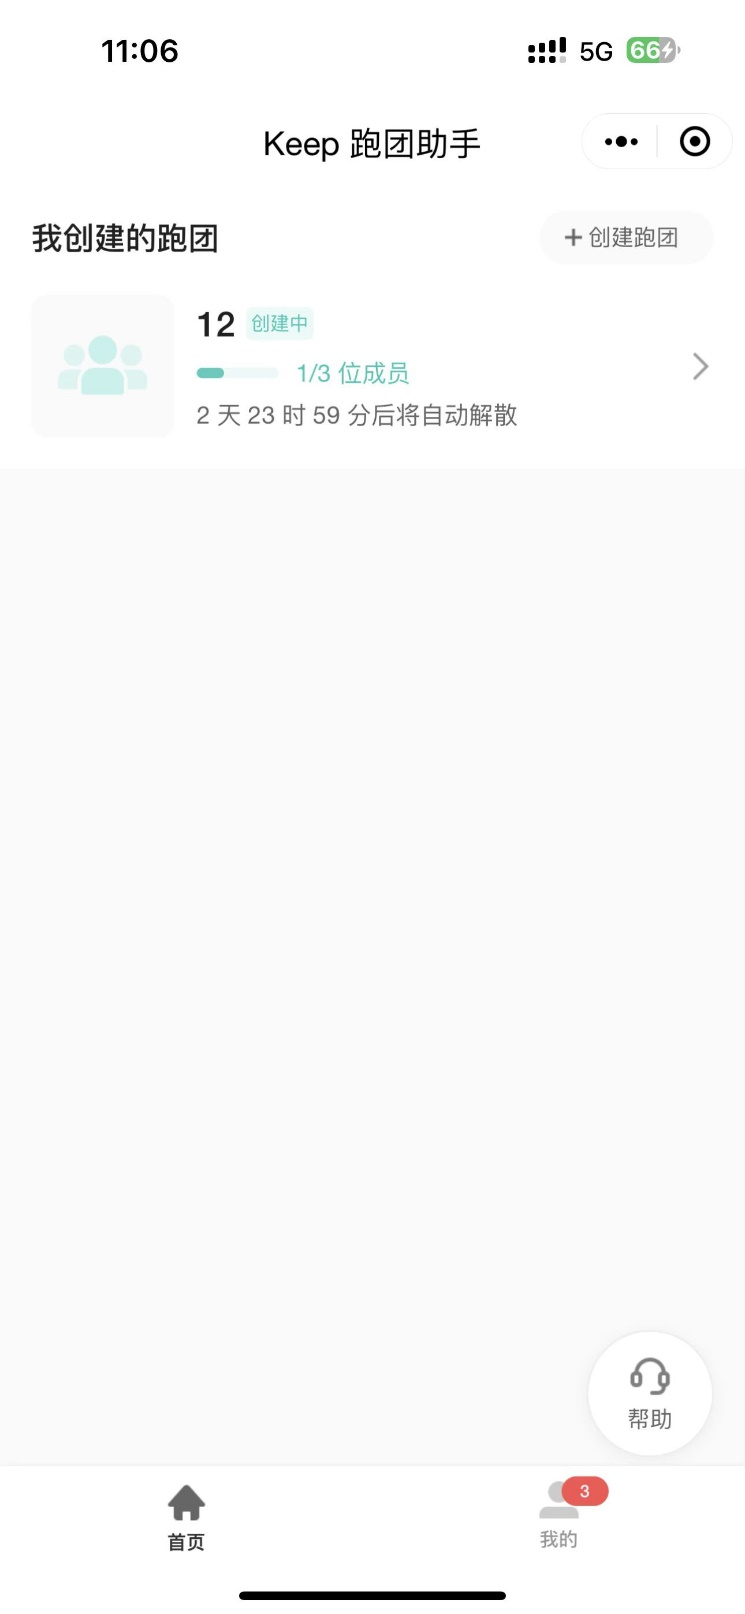 11:06
5G 66
Keep 跑团助手
我创建的跑团
+ 创建跑团
12 创建中
1/3 位成员
2 天 23 时 59 分后将自动解散
帮助
3
首页
我的